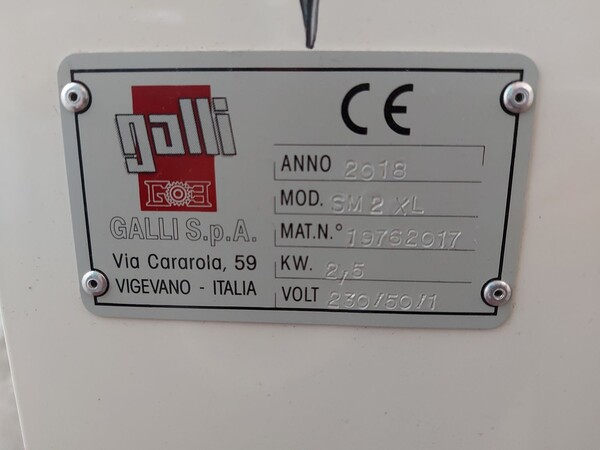 galli
GALLI S.p.A.
Via Cararola, 59
VIGEVANO - ITALIA
CE
ANNO 2018
MOD. SM 2 XL
MAT.N.° 19762017
KW. 2,5
VOLT 230/50/1